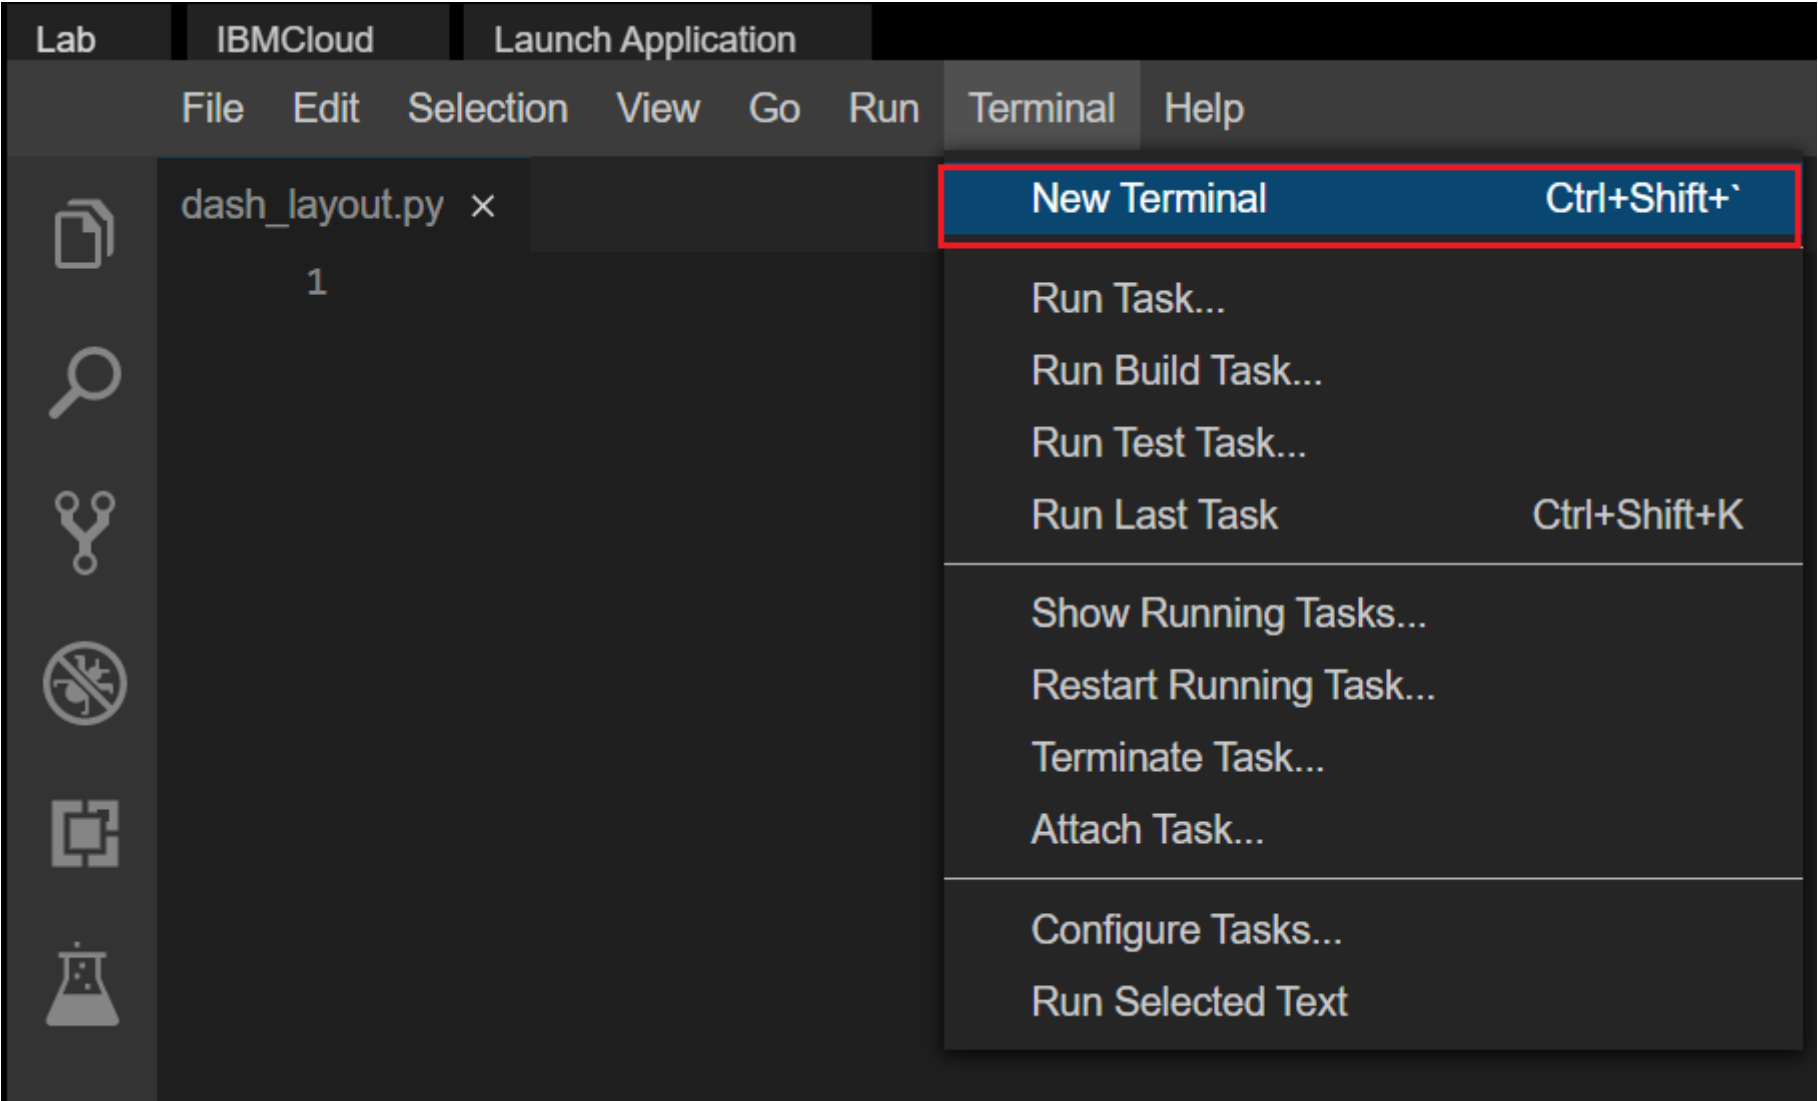 Lab IBMCloud Launch Application
File Edit Selection View Go Run Terminal Help
dash_layout.py ×
1
New Terminal Ctrl+Shift+`
Run Task...
Run Build Task...
Run Test Task...
Run Last Task Ctrl+Shift+K
Show Running Tasks...
Restart Running Task...
Terminate Task...
Attach Task...
Configure Tasks...
Run Selected Text